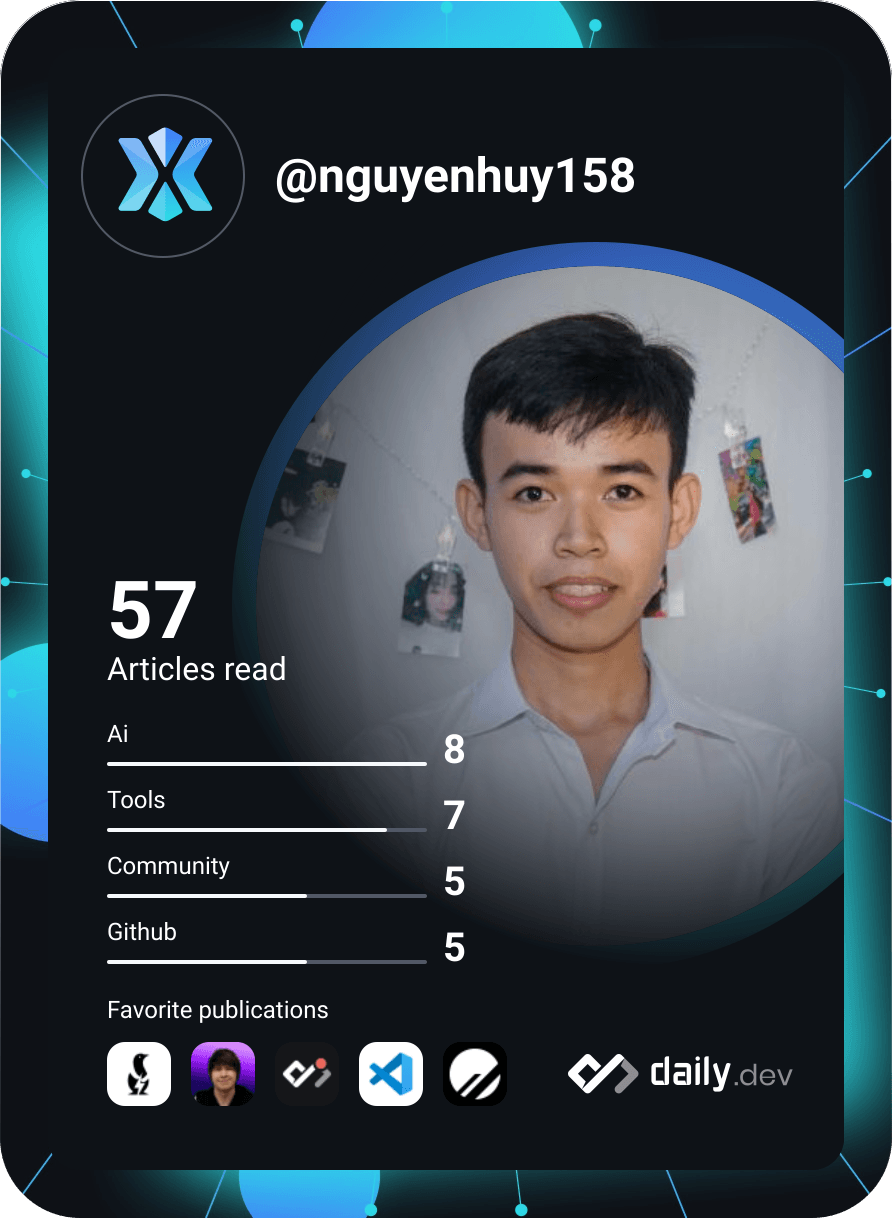 @nguyenhuy158
57
Articles read
Ai
8
Tools
7
Community
5
Github
5
Favorite publications
daily.dev